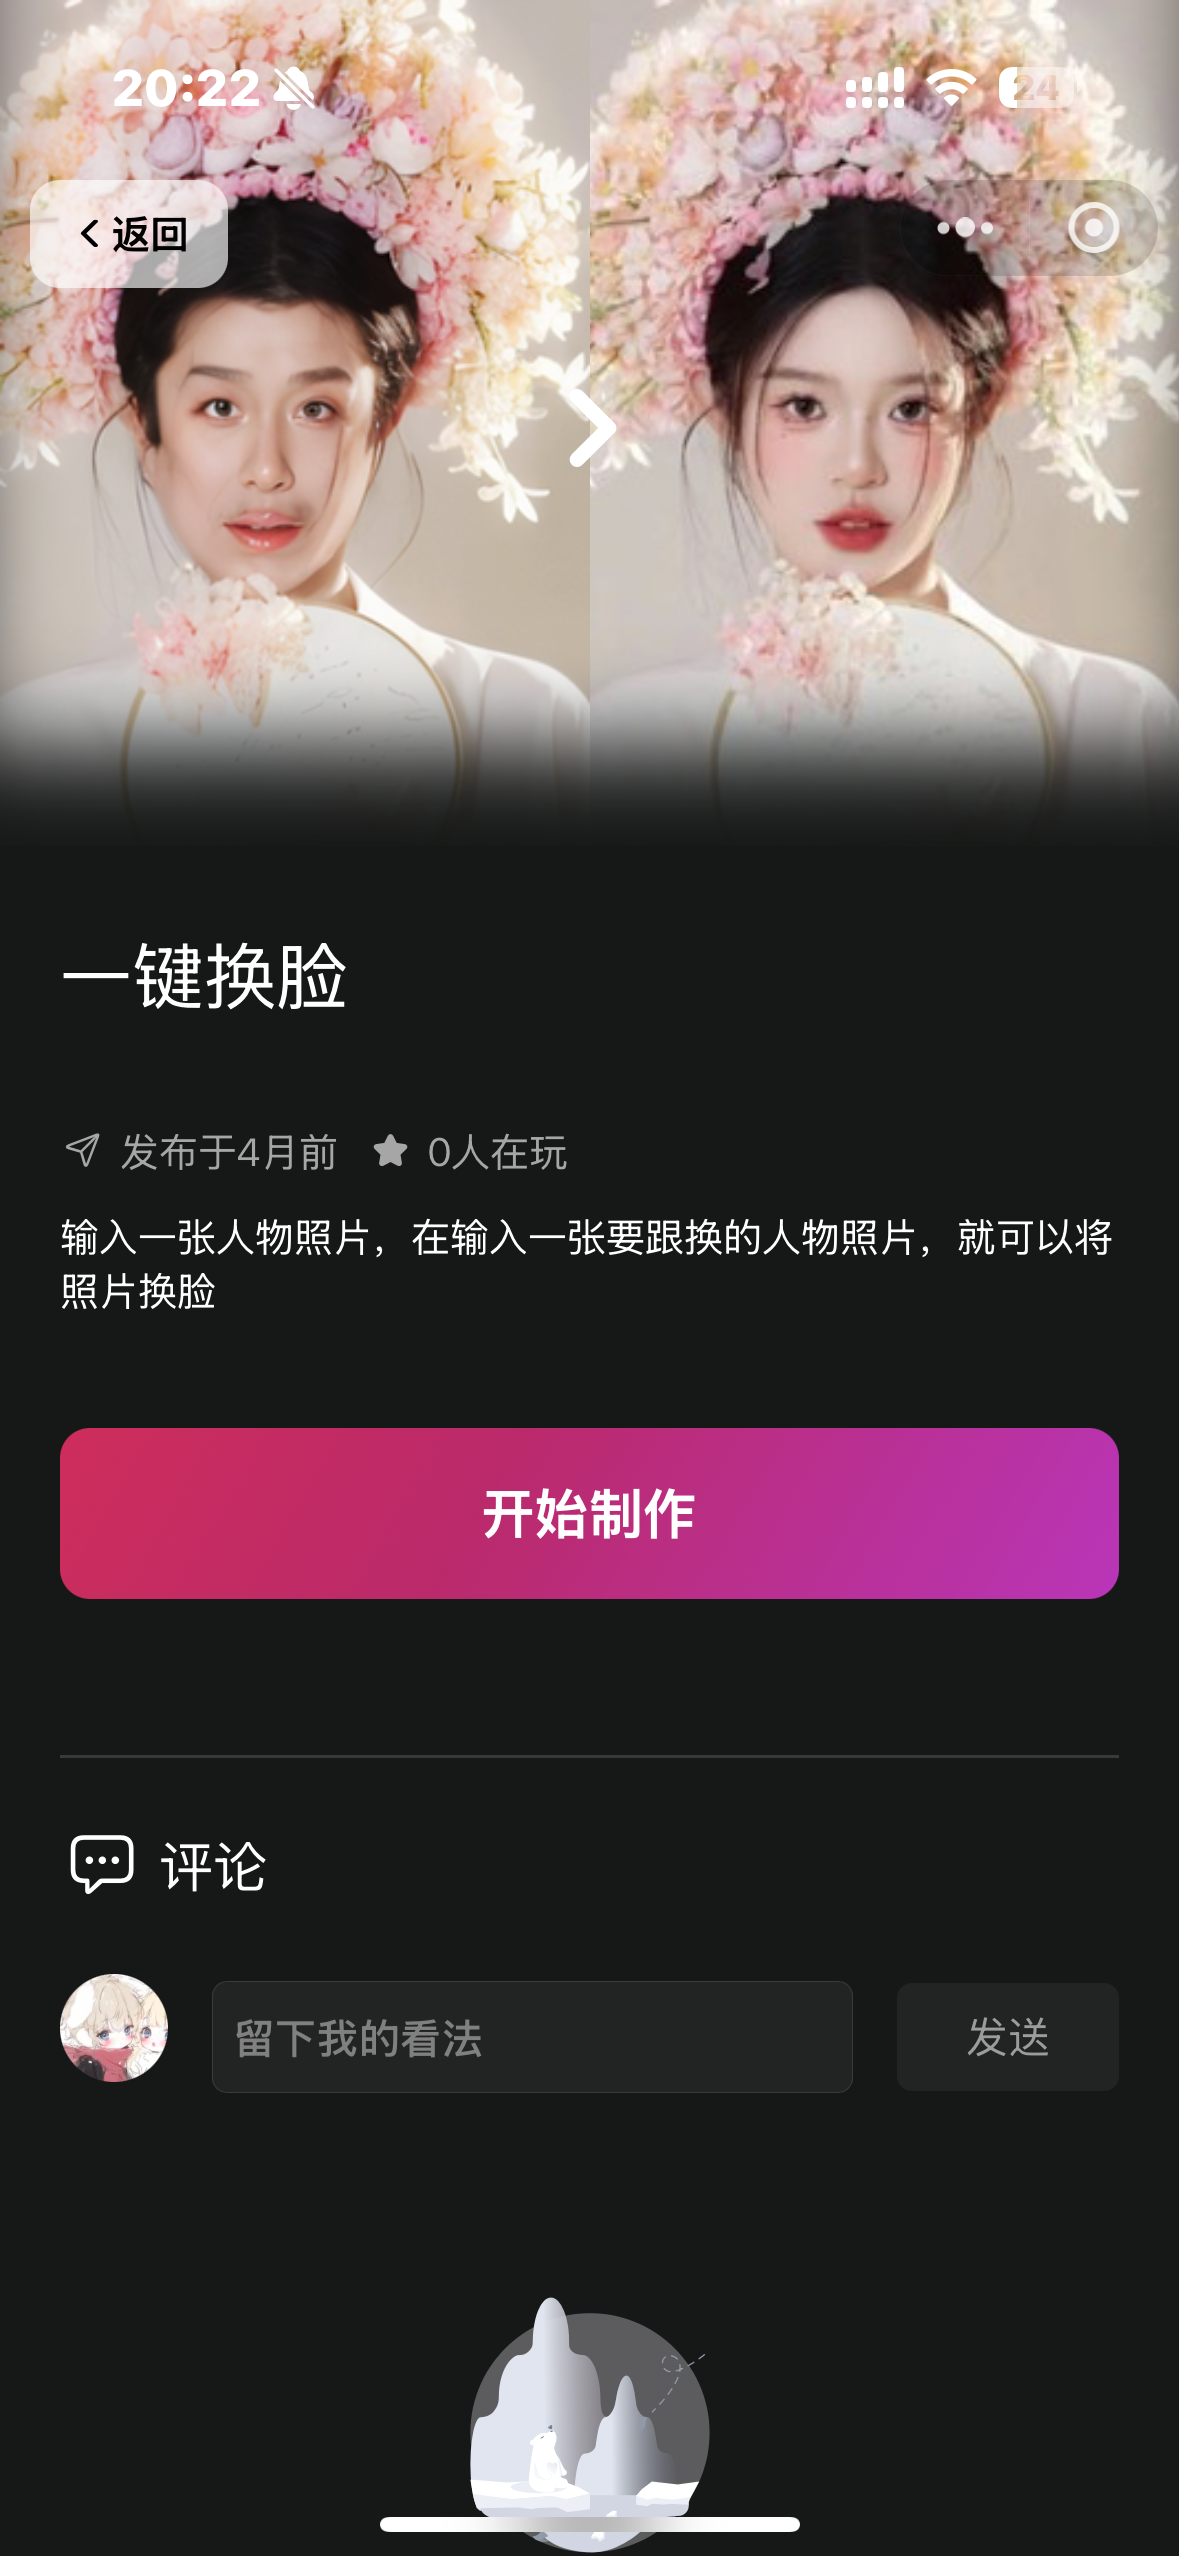 20:22
24
返回
一键换脸
发布于4月前 0人在玩
输入一张人物照片，在输入一张要跟换的人物照片，就可以将
照片换脸
开始制作
评论
留下我的看法 发送